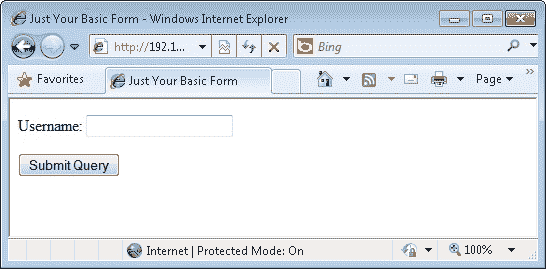 Just Your Basic Form - Windows Internet Explorer
http://192.1...
Bing
Favorites
Just Your Basic Form
Page
Username:
Submit Query
Internet | Protected Mode: On
100%